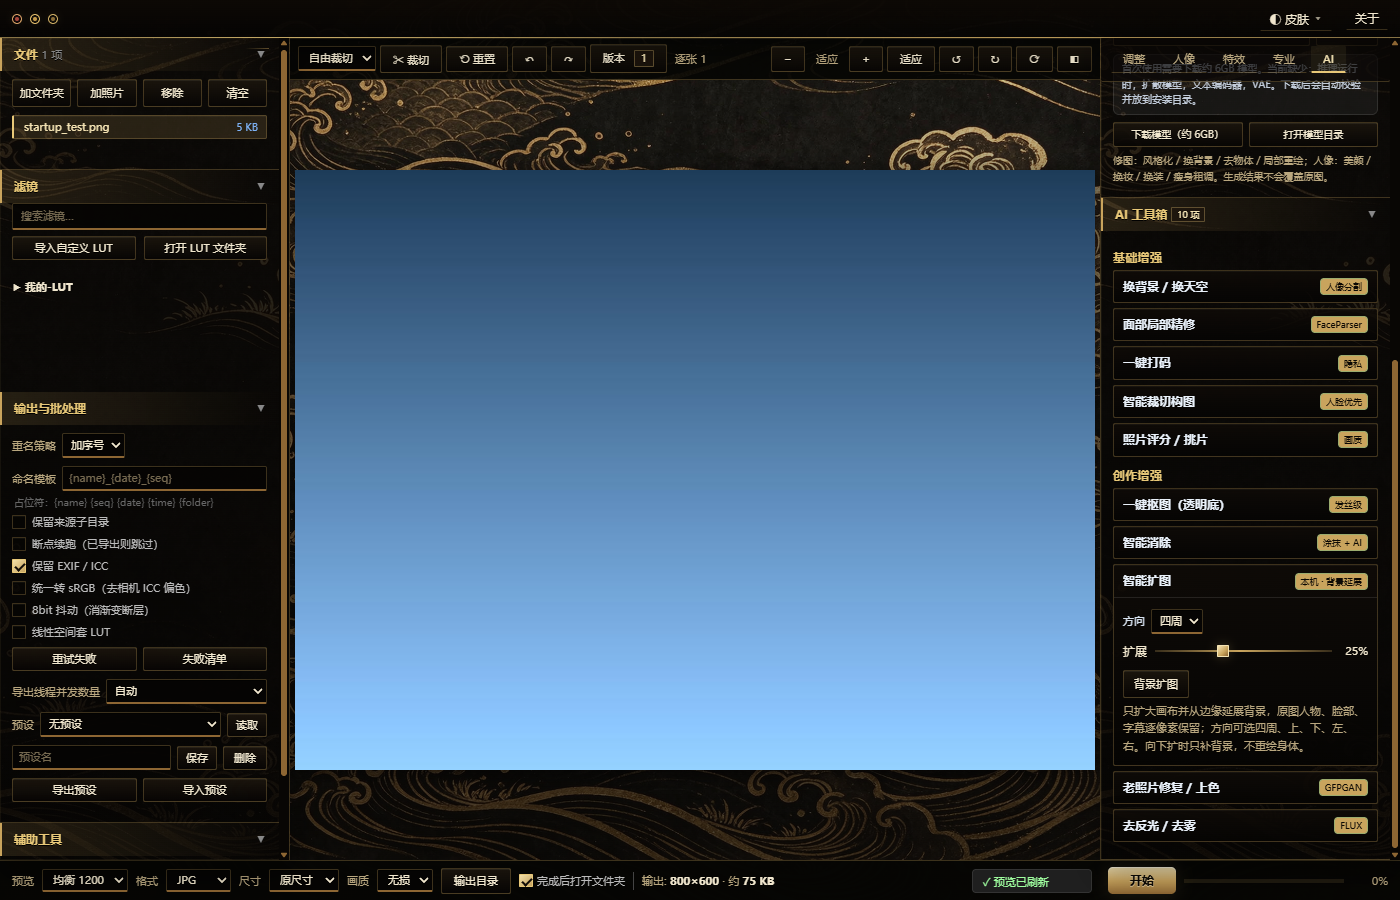 皮肤
关于
文件 1 项
加文件夹
加照片
移除
清空
startup_test.png
5 KB
滤镜
搜索滤镜...
导入自定义 LUT
打开 LUT 文件夹
我的-LUT
输出与批处理
重名策略
加序号
命名模板
{name}_{date}_{seq}
占位符: {name} {seq} {date} {time} {folder}
保留来源子目录
断点续跑（已导出则跳过）
保留 EXIF / ICC
统一转 sRGB（去相机 ICC 偏色）
8bit 抖动（消渐变断层）
线性空间套 LUT
重试失败
失败清单
导出线程并发数量
自动
预设
无预设
读取
预设名
保存
删除
导出预设
导入预设
辅助工具
自由裁切
裁切
重置
版本 1
逐张 1
适应
适应
调整
人像
特效
专业
AI
时，扩散模型，文本编码器，VAE。下载后会自动校验
并放到安装目录。
下载模型（约 6GB）
打开模型目录
修图：风格化 / 换背景 / 去物体 / 局部重绘；人像：美颜 /
换妆 / 换装 / 瘦身粗调。生成结果不会覆盖原图。
AI 工具箱 10 项
基础增强
换背景 / 换天空
人像分割
面部局部精修
FaceParser
一键打码
隐私
智能裁切构图
人脸优先
照片评分 / 挑片
画质
创作增强
一键抠图（透明底）
发丝级
智能消除
涂抹 + AI
智能扩图
本机 · 背景延展
方向
四周
扩展
25%
背景扩图
只扩大画布并从边缘延展背景，原图人物、脸部、
字幕逐像素保留；方向可选四周、上、下、左、
右。向下扩时只补背景，不重绘身体。
老照片修复 / 上色
GFPGAN
去反光 / 去雾
FLUX
预览
均衡 1200
格式
JPG
尺寸
原尺寸
画质
无损
输出目录
完成后打开文件夹
输出: 800×600 · 约 75 KB
✓ 预览已刷新
开始
0%